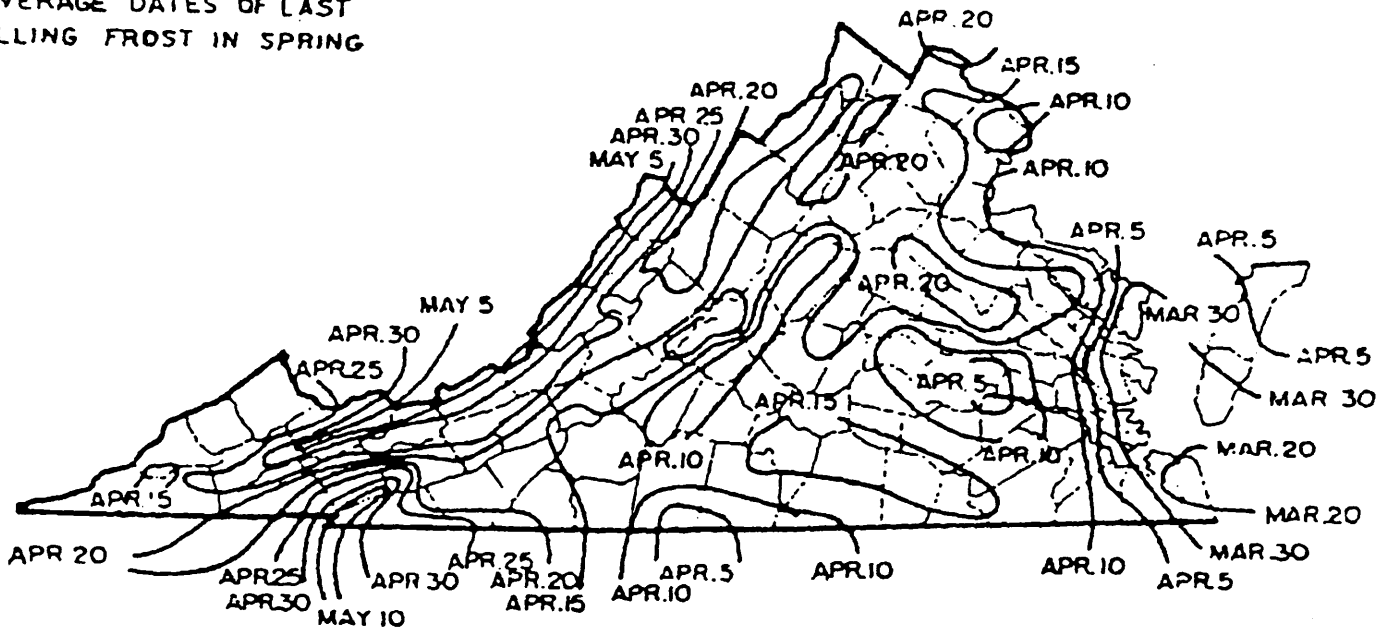 VERAGE DATES OF LAST
LLING FROST IN SPRING
APR. 20
APR. 15
APR. 10
APR. 20
APR 25
APR. 30
MAY 5
APR. 20
APR. 10
APR. 5
APR. 5
APR. 20
MAR 30
MAY 5
APR. 30
APR. 5
APR 25
APR. 5
MAR 30
APR. 15
APR. 10
APR. 10
MAR. 20
APR. 15
MAR. 20
APR 20
APR. 25
MAR. 30
APR. 25
APR 30
APR. 20
APR. 5
APR. 10
APR. 10
APR. 5
APR. 30
APR. 15
APR. 10
MAY 10